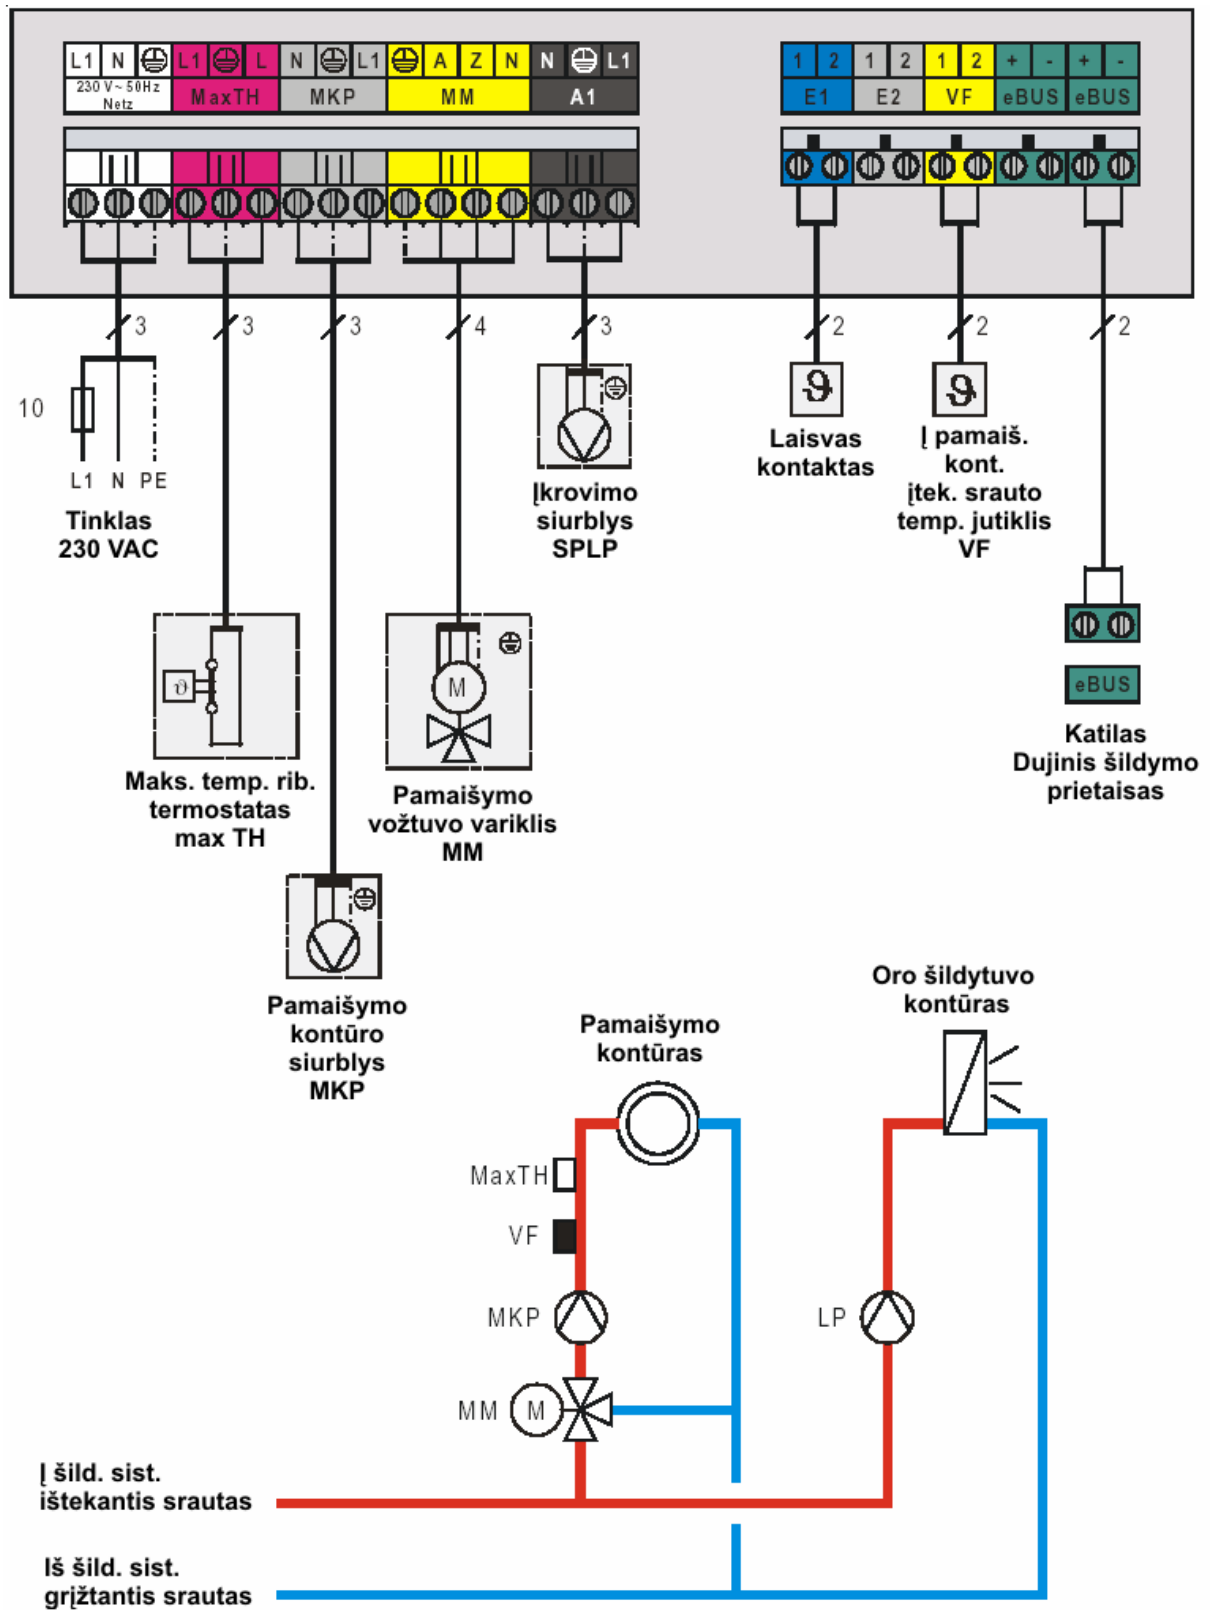 L1 N L1 L N L1 A Z N N L1
230 V~ 50Hz
Netz
MaxTH MKP MM A1
1 2 1 2 1 2 + - + -
E1 E2 VF eBUS eBUS
3 3 3 4 3 2 2 2
10
L1 N PE
Tinklas
230 VAC
Įkrovimo
siurblys
SPLP
ϑ
Laisvas
kontaktas
ϑ
Į pamaiš.
kont.
įtek. srauto
temp. jutiklis
VF
eBUS
Katilas
Dujinis šildymo
prietaisas
ϑ
Maks. temp. rib.
termostatas
max TH
M
Pamaišymo
vožtuvo variklis
MM
Pamaišymo
kontūro
siurblys
MKP
Pamaišymo
kontūras
Oro šildytuvo
kontūras
MaxTH
VF
MKP
LP
MM M
Į šild. sist.
ištekantis srautas
Iš šild. sist.
grįžtantis srautas